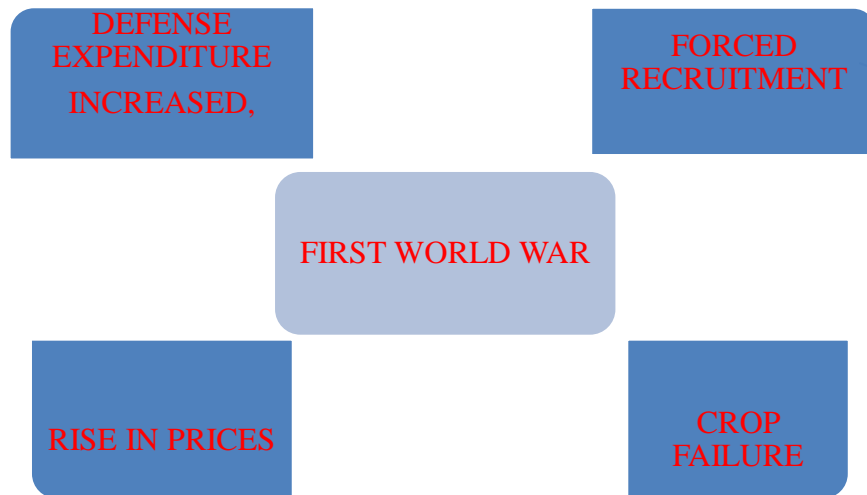 DEFENSE
EXPENDITURE
INCREASED,
FORCED
RECRUITMENT
FIRST WORLD WAR
RISE IN PRICES
CROP
FAILURE